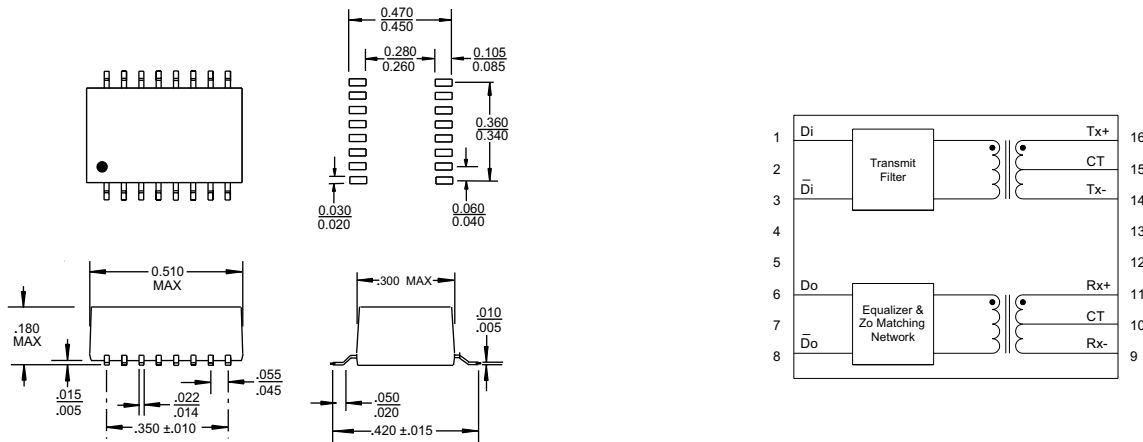 0.470
0.450
0.280
0.260
0.105
0.085
0.360
0.340
0.030
0.020
0.060
0.040
0.510
MAX
.180
MAX
.015
.005
.022
.014
.055
.045
.350 ±.010
.300 MAX
.010
.005
.050
.020
.420 ±.015
1 Di Tx+ 16
Transmit
Filter
2 CT 15
3 D̅i Tx- 14
4 13
5 12
6 Do Rx+ 11
Equalizer &
Zo Matching
Network
7 CT 10
8 D̅o Rx- 9